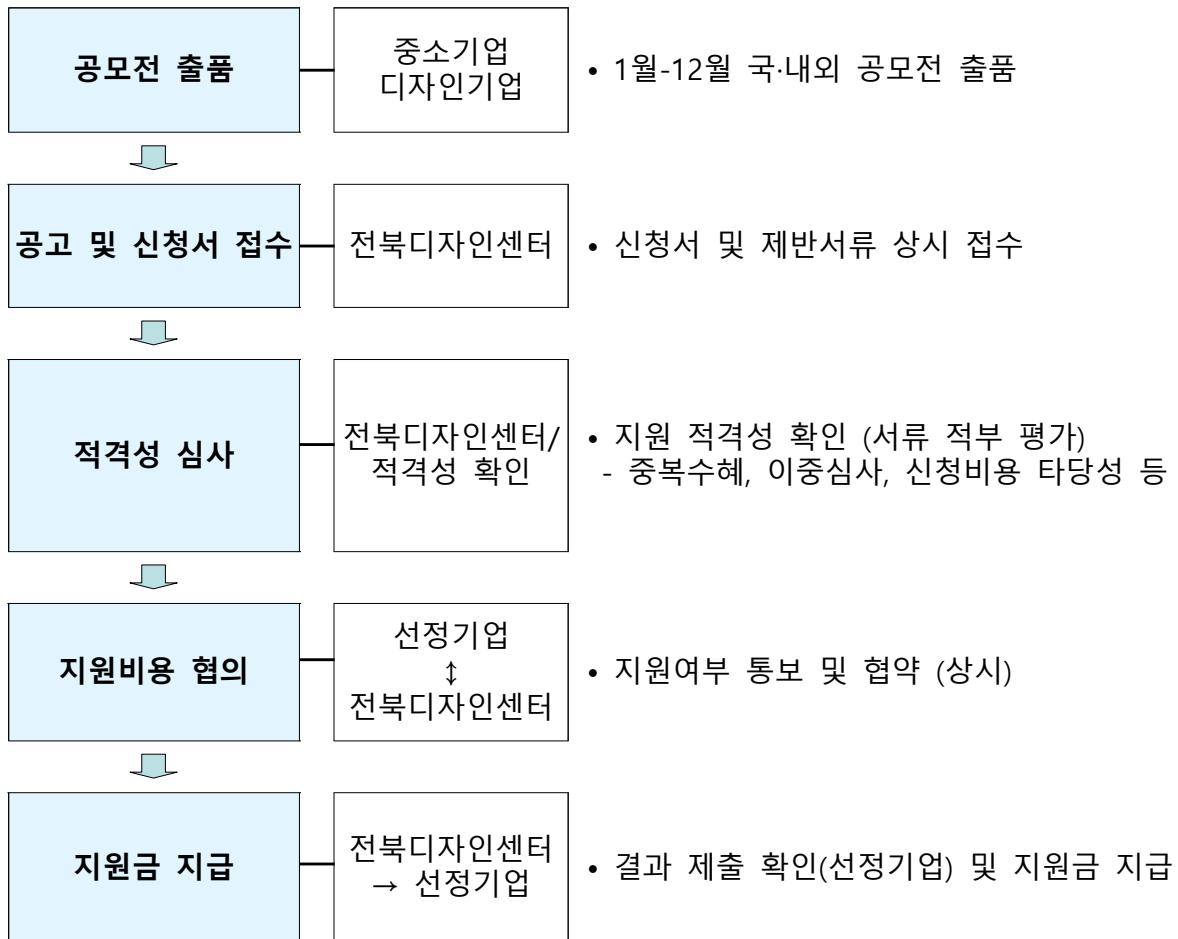 공모전 출품
중소기업
디자인기업
• 1월-12월 국·내외 공모전 출품
공고 및 신청서 접수
전북디자인센터
• 신청서 및 제반서류 상시 접수
적격성 심사
전북디자인센터/
적격성 확인
• 지원 적격성 확인 (서류 적부 평가)
- 중복수혜, 이중심사, 신청비용 타당성 등
지원비용 협의
선정기업
↕
전북디자인센터
• 지원여부 통보 및 협약 (상시)
지원금 지급
전북디자인센터
→ 선정기업
• 결과 제출 확인(선정기업) 및 지원금 지급